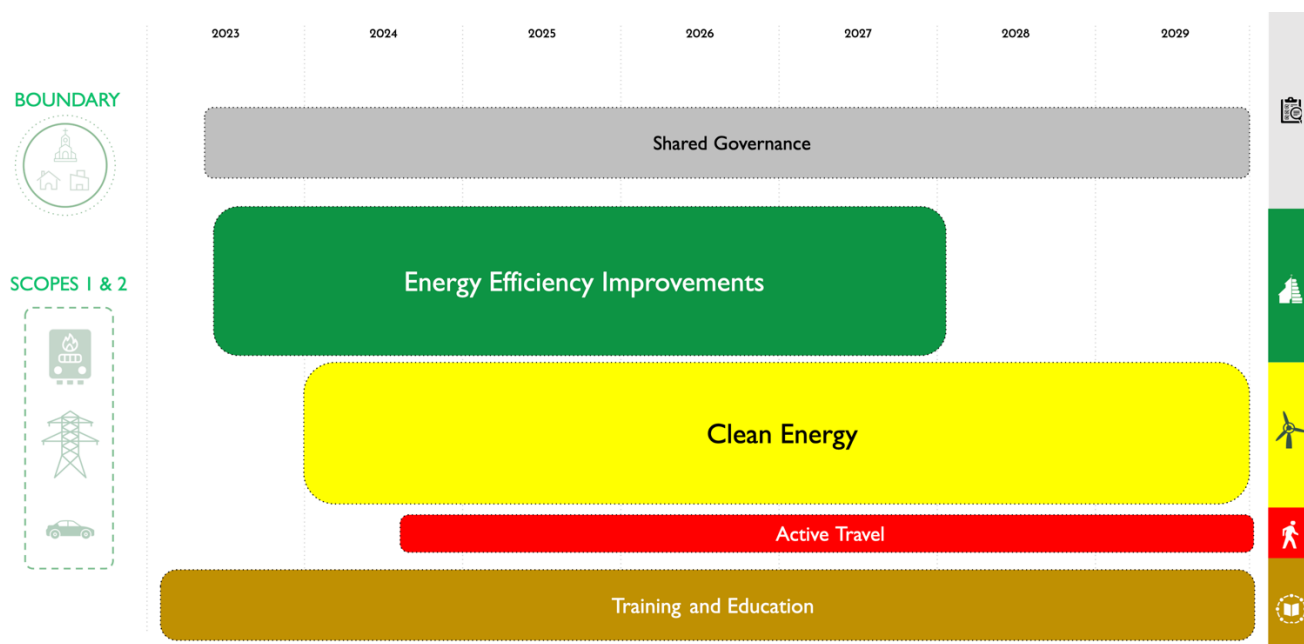 2023 2024 2025 2026 2027 2028 2029
BOUNDARY
Shared Governance
Energy Efficiency Improvements
SCOPES 1 & 2
Clean Energy
Active Travel
Training and Education